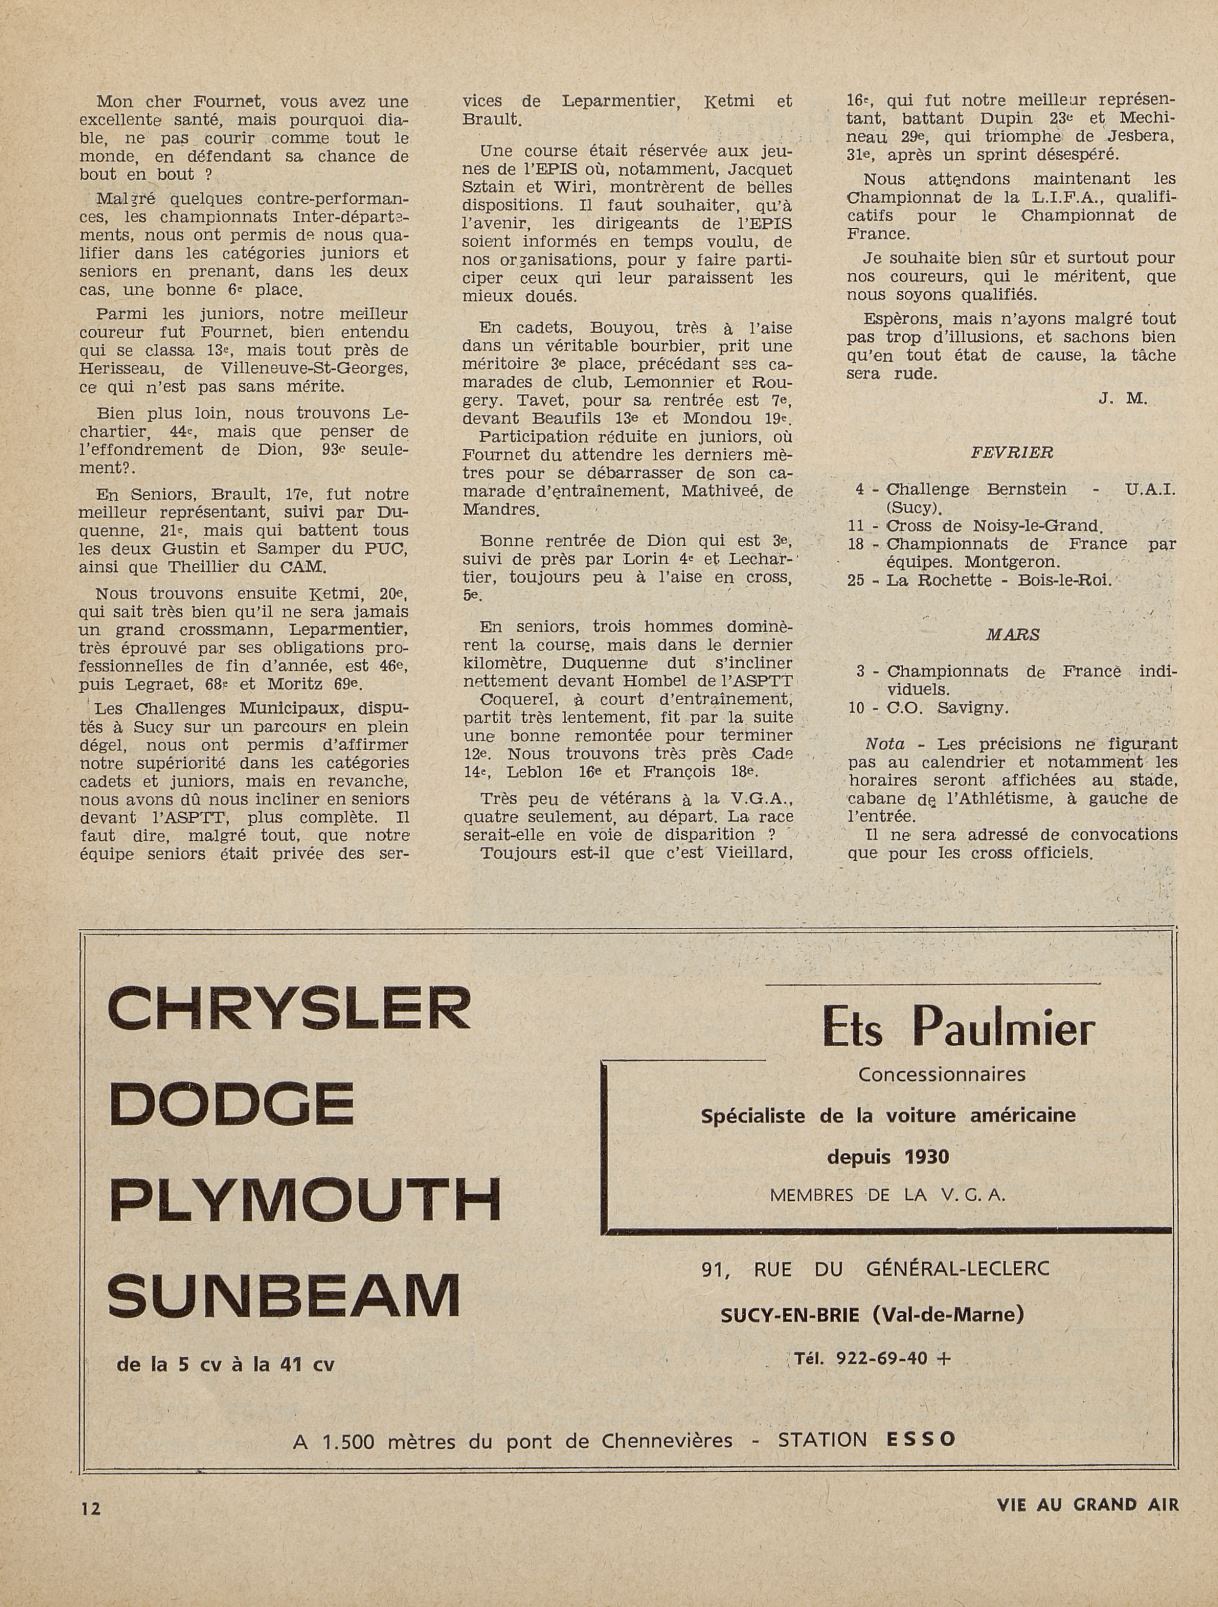 Mon cher Fournet, vous avez une
excellente santé, mais pourquoi dia-
ble, ne pas courir comme tout le
monde, en défendant sa chance de
bout en bout ?
Malgré quelques contre-performan-
ces, les championnats Inter-départe-
ments, nous ont permis de nous qua-
lifier dans les catégories juniors et
seniors en prenant, dans les deux
cas, une bonne 6e place.
Parmi les juniors, notre meilleur
coureur fut Fournet, bien entendu
qui se classa 13e, mais tout près de
Herisseau, de Villeneuve-St-Georges,
ce qui n'est pas sans mérite.
Bien plus loin, nous trouvons Le-
chartier, 44e, mais que penser de
l'effondrement de Dion, 93e seule-
ment?.
En Seniors, Brault, 17e, fut notre
meilleur représentant, suivi par Du-
quenne, 21e, mais qui battent tous
les deux Gustin et Samper du PUC,
ainsi que Theillier du CAM.
Nous trouvons ensuite Ketmi, 20e,
qui sait très bien qu'il ne sera jamais
un grand crossmann, Leparmentier,
très éprouvé par ses obligations pro-
fessionnelles de fin d'année, est 46e,
puis Legraet, 68e et Moritz 69e.
Les Challenges Municipaux, dispu-
tés à Sucy sur un parcours en plein
dégel, nous ont permis d'affirmer
notre supériorité dans les catégories
cadets et juniors, mais en revanche,
nous avons dû nous incliner en seniors
devant l'ASPTT, plus complète. Il
faut dire, malgré tout, que notre
équipe seniors était privée des ser-
vices de Leparmentier, Ketmi et
Brault.
Une course était réservée aux jeu-
nes de l'EPIS où, notamment, Jacquet
Sztain et Wiri, montrèrent de belles
dispositions. Il faut souhaiter, qu'à
l'avenir, les dirigeants de l'EPIS
soient informés en temps voulu, de
nos organisations, pour y faire parti-
ciper ceux qui leur paraissent les
mieux doués.
En cadets, Bouyou, très à l'aise
dans un véritable bourbier, prit une
méritoire 3e place, précédant ses ca-
marades de club, Lemonnier et Rou-
gery. Tavet, pour sa rentrée est 7e,
devant Beaufils 13e et Mondou 19e.
Participation réduite en juniors, où
Fournet du attendre les derniers mè-
tres pour se débarrasser de son ca-
marade d'entraînement, Mathiveé, de
Mandres.
Bonne rentrée de Dion qui est 3e,
suivi de près par Lorin 4e et Lechar-
tier, toujours peu à l'aise en cross,
5e.
En seniors, trois hommes dominè-
rent la course, mais dans le dernier
kilomètre, Duquenne dut s'incliner
nettement devant Hombel de l'ASPTT
Coquerel, à court d'entraînement,
partit très lentement, fit par la suite
une bonne remontée pour terminer
12e. Nous trouvons très près Cade
14e, Leblon 16e et François 18e.
Très peu de vétérans à la V.G.A.,
quatre seulement, au départ. La race
serait-elle en voie de disparition ?
Toujours est-il que c'est Vieillard,
16e, qui fut notre meilleur représen-
tant, battant Dupin 23e et Mechi-
neau 29e, qui triomphe de Jesbera,
31e, après un sprint désespéré.
Nous attendons maintenant les
Championnat de la L.I.F.A., qualifi-
catifs pour le Championnat de
France.
Je souhaite bien sûr et surtout pour
nos coureurs, qui le méritent, que
nous soyons qualifiés.
Espèrons, mais n'ayons malgré tout
pas trop d'illusions, et sachons bien
qu'en tout état de cause, la tâche
sera rude.
J. M.
FEVRIER
4 - Challenge Bernstein - U.A.I.
(Sucy).
11 - Cross de Noisy-le-Grand.
18 - Championnats de France par
équipes. Montgeron.
25 - La Rochette - Bois-le-Roi.
MARS
3 - Championnats de France indi-
viduels.
10 - C.O. Savigny.
Nota - Les précisions ne figurant
pas au calendrier et notamment les
horaires seront affichées au stade,
cabane de l'Athlétisme, à gauche de
l'entrée.
Il ne sera adressé de convocations
que pour les cross officiels.
CHRYSLER
DODGE
PLYMOUTH
SUNBEAM
de la 5 cv à la 41 cv
Ets Paulmier
Concessionnaires
Spécialiste de la voiture américaine
depuis 1930
MEMBRES DE LA V. G. A.
91, RUE DU GÉNÉRAL-LECLERC
SUCY-EN-BRIE (Val-de-Marne)
Tél. 922-69-40 +
A 1.500 mètres du pont de Chennevières - STATION ESSO
12
VIE AU GRAND AIR